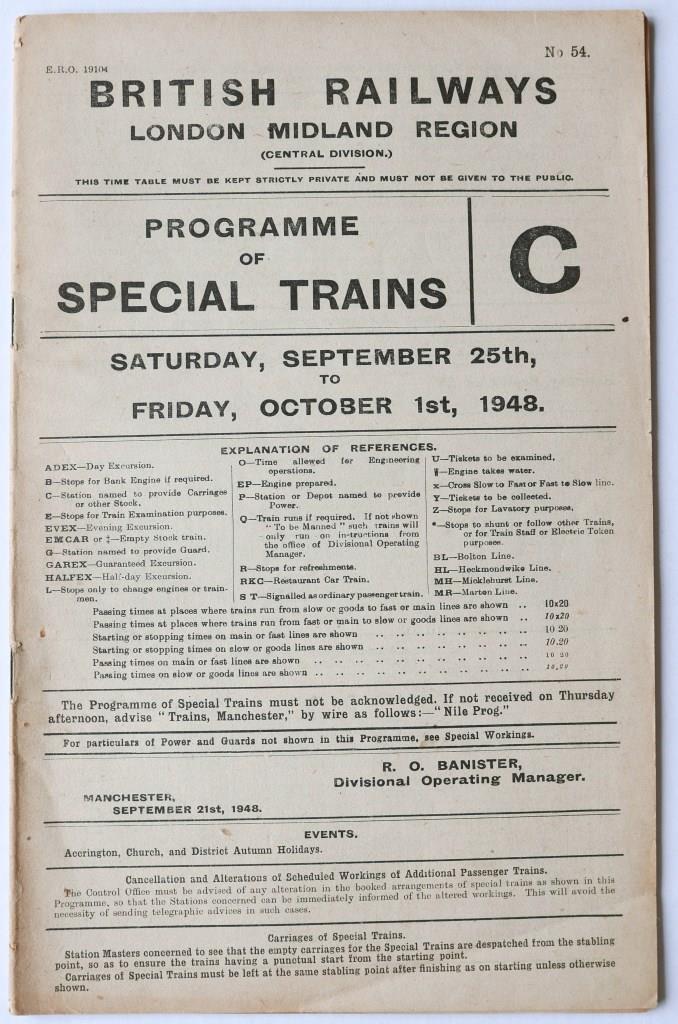 No 54.
E.R.O. 19104
BRITISH RAILWAYS
LONDON MIDLAND REGION
(CENTRAL DIVISION.)
THIS TIME TABLE MUST BE KEPT STRICTLY PRIVATE AND MUST NOT BE GIVEN TO THE PUBLIC.
PROGRAMME
OF
SPECIAL TRAINS
C
SATURDAY, SEPTEMBER 25th,
TO
FRIDAY, OCTOBER 1st, 1948.
EXPLANATION OF REFERENCES.
ADEX—Day Excursion.
B—Stops for Bank Engine if required.
C—Station named to provide Carriages
or other Stock.
E—Stops for Train Examination purposes.
EVEX—Evening Excursion.
EMCAR or ‡—Empty Stock train.
G—Station named to provide Guard.
GAREX—Guaranteed Excursion.
HALFEX—Half-day Excursion.
L—Stops only to change engines or train-
men.
O—Time allowed for Engineering
operations.
EP—Engine prepared.
P—Station or Depot named to provide
Power.
Q—Train runs if required. If not shown
"To be Manned" such trains will
only run on instructions from
the office of Divisional Operating
Manager.
R—Stops for refreshments.
RKC—Restaurant Car Train.
S T—Signalled as ordinary passenger train.
U—Tickets to be examined.
W—Engine takes water.
x—Cross Slow to Fast or Fast to Slow line.
Y—Tickets to be collected.
Z—Stops for Lavatory purposes,
*—Stops to shunt or follow other Trains,
or for Train Staff or Electric Token
purposes.
BL—Bolton Line.
HL—Heckmondwike Line.
MH—Micklehurst Line.
MR—Marton Line.
Passing times at places where trains run from slow or goods to fast or main lines are shown .. 10x20
Passing times at places where trains run from fast or main to slow or goods lines are shown .. 10x20
Starting or stopping times on main or fast lines are shown .. .. .. .. .. .. .. 10 20
Starting or stopping times on slow or goods lines are shown .. .. .. .. .. .. .. 10.20
Passing times on main or fast lines are shown .. .. .. .. .. .. .. .. .. 10 20
Passing times on slow or goods lines are shown .. .. .. .. .. .. .. .. .. 10.20
The Programme of Special Trains must not be acknowledged. If not received on Thursday
afternoon, advise "Trains, Manchester," by wire as follows:—"Nile Prog."
For particulars of Power and Guards not shown in this Programme, see Special Workings.
R. O. BANISTER,
Divisional Operating Manager.
MANCHESTER,
SEPTEMBER 21st, 1948.
EVENTS.
Accrington, Church, and District Autumn Holidays.
Cancellation and Alterations of Scheduled Workings of Additional Passenger Trains.
The Control Office must be advised of any alteration in the booked arrangements of special trains as shown in this
Programme, so that the Stations concerned can be immediately informed of the altered workings. This will avoid the
necessity of sending telegraphic advices in such cases.
Carriages of Special Trains.
Station Masters concerned to see that the empty carriages for the Special Trains are despatched from the stabling
point, so as to ensure the trains having a punctual start from the starting point.
Carriages of Special Trains must be left at the same stabling point after finishing as on starting unless otherwise
shown.